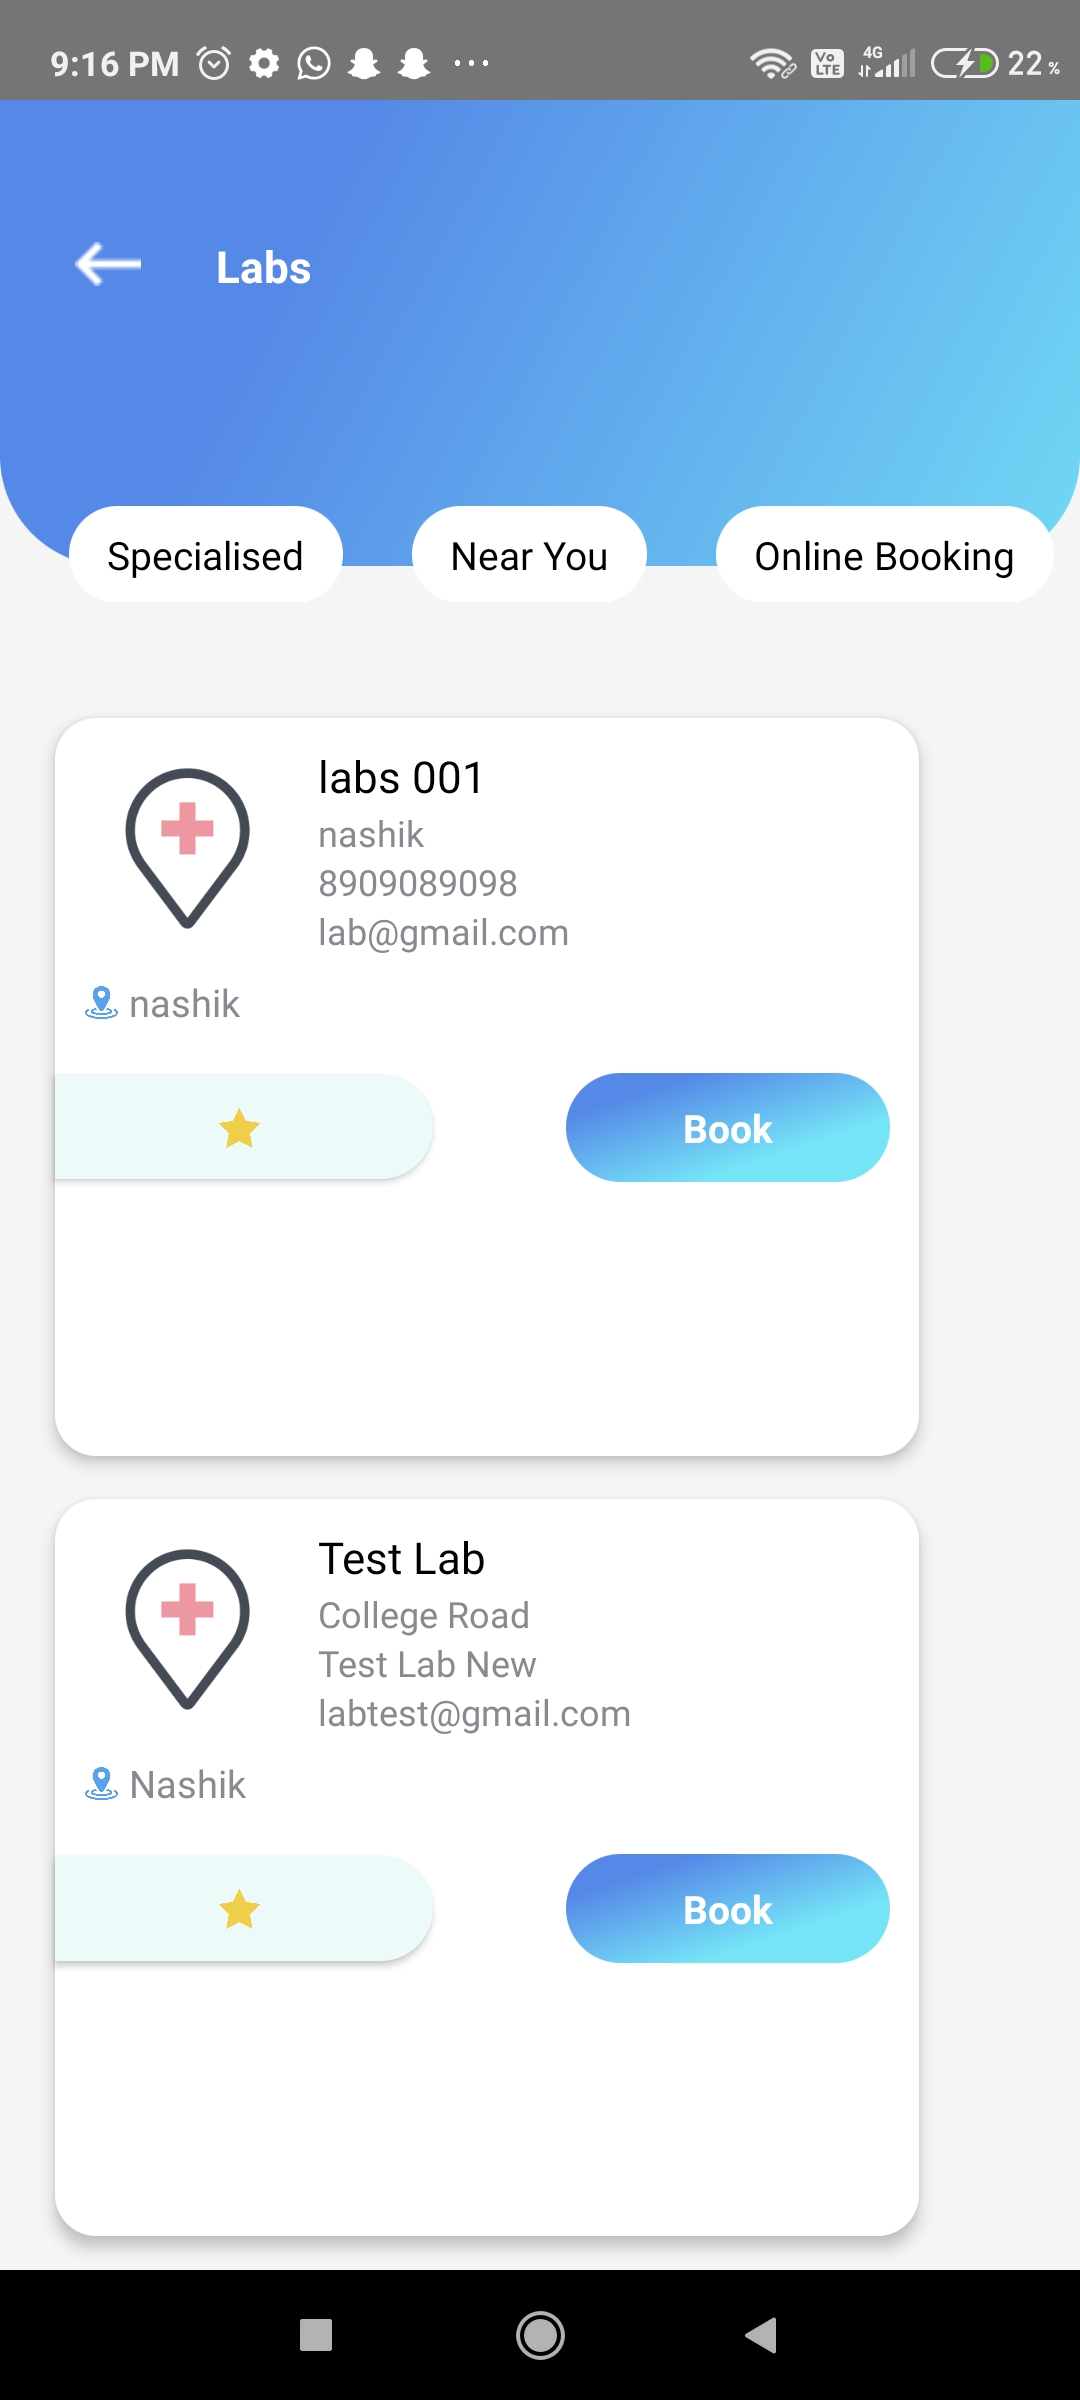 9:16 PM
Vo LTE 4G 22 %
Labs
Specialised Near You Online Booking
labs 001
nashik
8909089098
lab@gmail.com
nashik
Book
Test Lab
College Road
Test Lab New
labtest@gmail.com
Nashik
Book